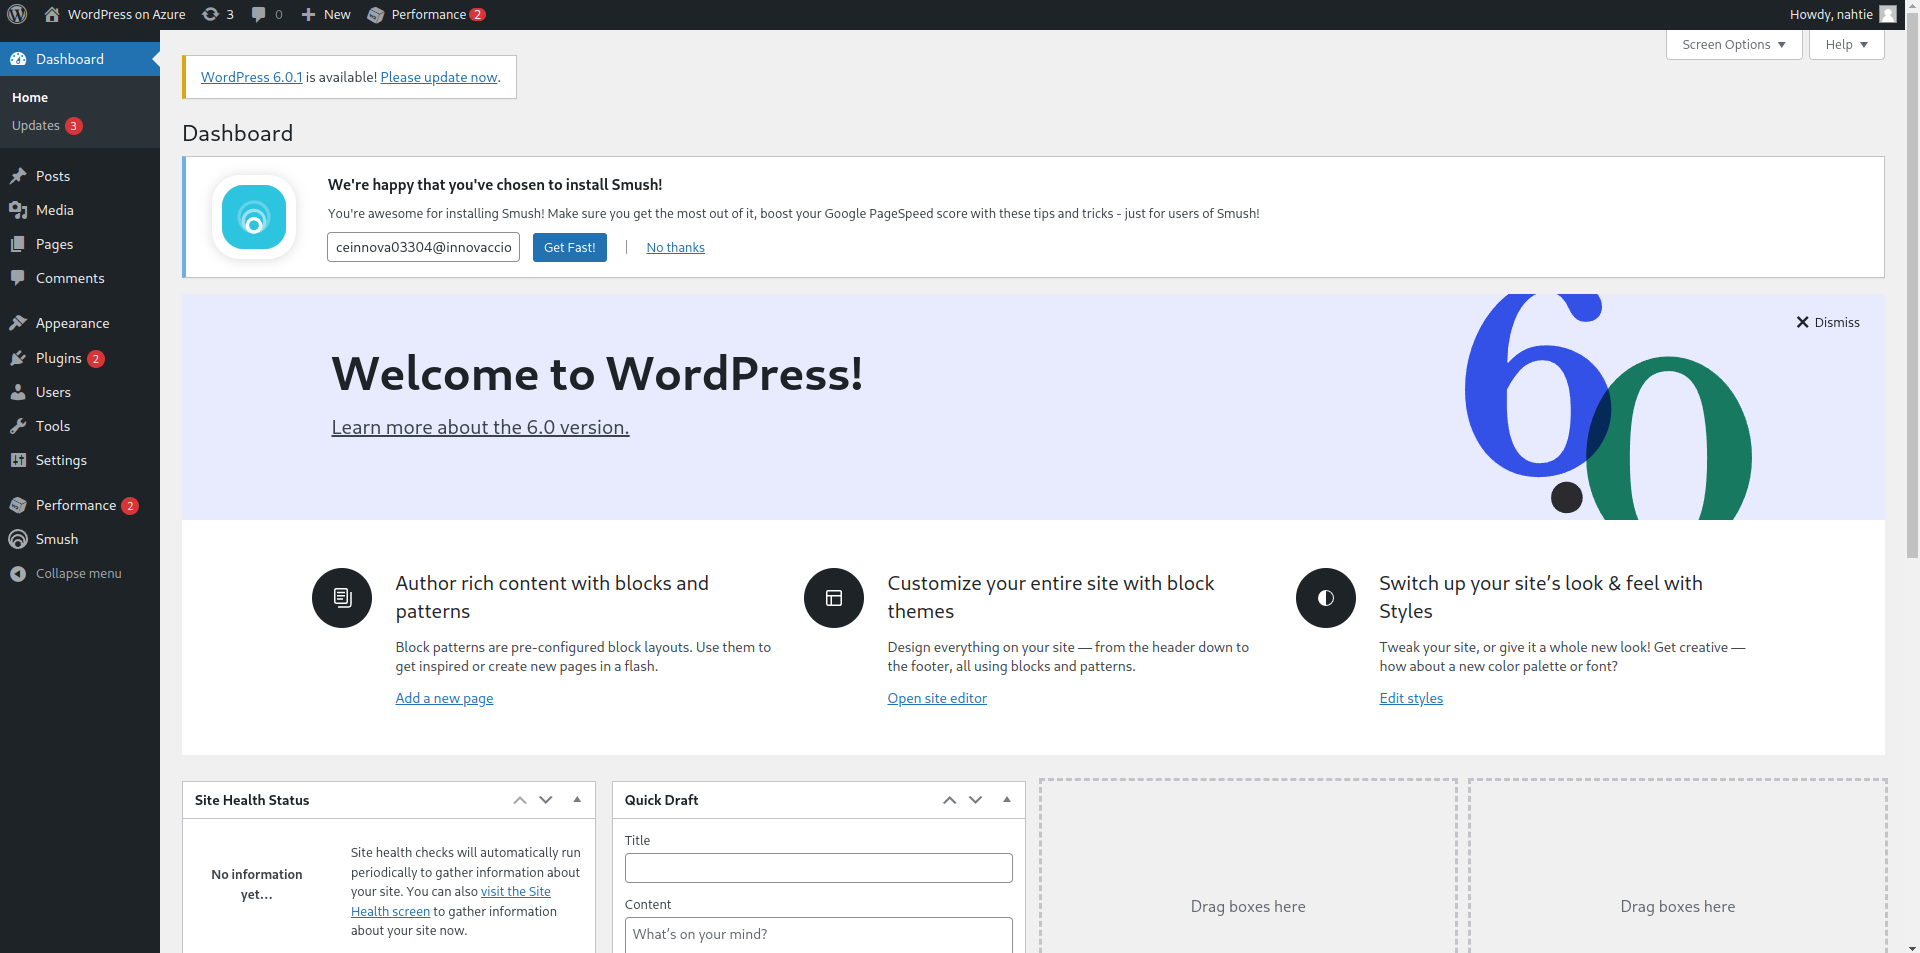 WordPress on Azure
3
0
New
Performance 2
Howdy, nahtie
Dashboard
Home
Updates 3
Posts
Media
Pages
Comments
Appearance
Plugins 2
Users
Tools
Settings
Performance 2
Smush
Collapse menu
Screen Options
Help
WordPress 6.0.1 is available! Please update now.
Dashboard
We're happy that you've chosen to install Smush!
You're awesome for installing Smush! Make sure you get the most out of it, boost your Google PageSpeed score with these tips and tricks - just for users of Smush!
ceinnova03304@innovaccio
Get Fast!
No thanks
6.0
Dismiss
Welcome to WordPress!
Learn more about the 6.0 version.
Author rich content with blocks and
patterns
Block patterns are pre-configured block layouts. Use them to
get inspired or create new pages in a flash.
Add a new page
Customize your entire site with block
themes
Design everything on your site — from the header down to
the footer, all using blocks and patterns.
Open site editor
Switch up your site’s look & feel with
Styles
Tweak your site, or give it a whole new look! Get creative —
how about a new color palette or font?
Edit styles
Site Health Status
No information
yet…
Site health checks will automatically run
periodically to gather information about
your site. You can also visit the Site
Health screen to gather information
about your site now.
Quick Draft
Title
Content
What’s on your mind?
Drag boxes here
Drag boxes here